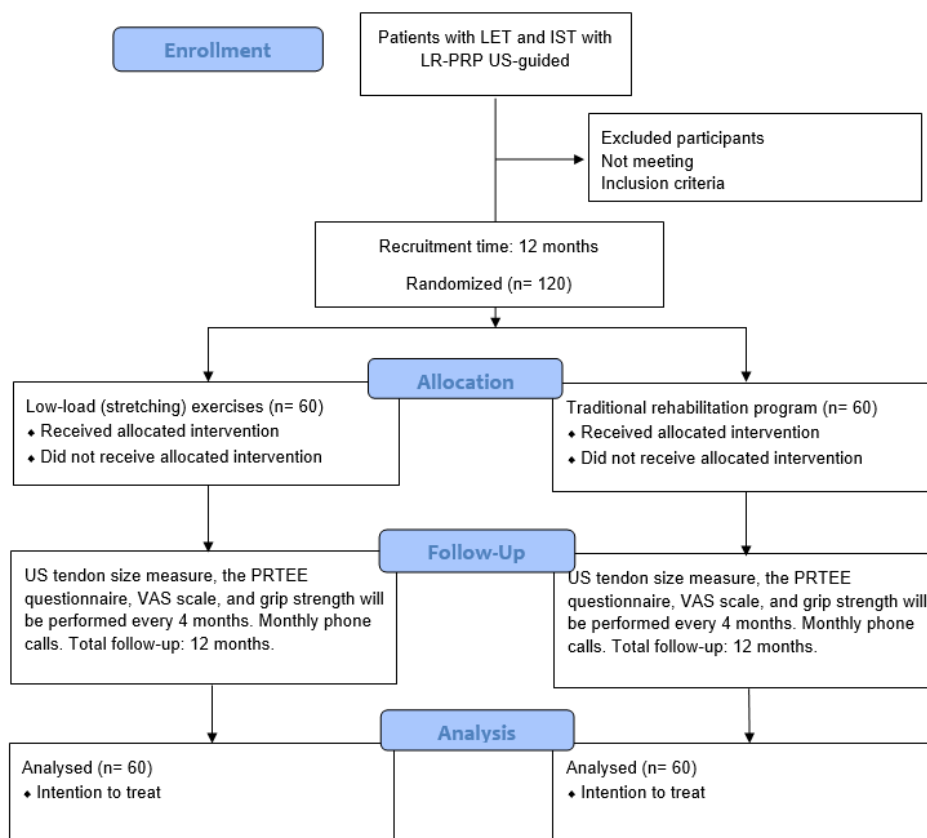 Enrollment
Patients with LET and IST with
LR-PRP US-guided
Excluded participants
Not meeting
Inclusion criteria
Recruitment time: 12 months
Randomized (n= 120)
Allocation
Low-load (stretching) exercises (n= 60)
⬥ Received allocated intervention
⬥ Did not receive allocated intervention
Traditional rehabilitation program (n= 60)
⬥ Received allocated intervention
⬥ Did not receive allocated intervention
Follow-Up
US tendon size measure, the PRTEE
questionnaire, VAS scale, and grip strength will
be performed every 4 months. Monthly phone
calls. Total follow-up: 12 months.
US tendon size measure, the PRTEE
questionnaire, VAS scale, and grip strength will
be performed every 4 months. Monthly phone
calls. Total follow-up: 12 months.
Analysis
Analysed (n= 60)
⬥ Intention to treat
Analysed (n= 60)
⬥ Intention to treat